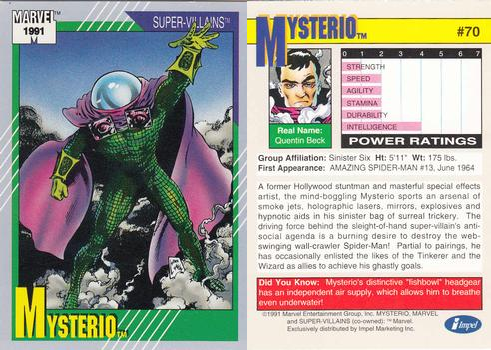 MARVEL
1991
M
SUPER-VILLAINS™
MYSTERIO™
MYSTERIO™
#70
0 1 2 3 4 5 6 7
STRENGTH
SPEED
AGILITY
STAMINA
DURABILITY
INTELLIGENCE
POWER RATINGS
Real Name:
Quentin Beck
Group Affiliation: Sinister Six Ht: 5'11" Wt: 175 lbs.
First Appearance: AMAZING SPIDER-MAN #13, June 1964
A former Hollywood stuntman and masterful special effects
artist, the mind-boggling Mysterio sports an arsenal of
smoke jets, holographic lasers, mirrors, explosives and
hypnotic aids in his sinister bag of surreal trickery. The
driving force behind the sleight-of-hand super-villain's anti-
social agenda is a burning desire to destroy the web-
swinging wall-crawler Spider-Man! Partial to pairings, he
has occasionally enlisted the likes of the Tinkerer and the
Wizard as allies to achieve his ghastly goals.
Did You Know: Mysterio's distinctive "fishbowl" headgear
has an independent air supply, which allows him to breathe
even underwater!
©1991 Marvel Entertainment Group, Inc. MYSTERIO, MARVEL
and SUPER-VILLAINS (co-owned); ™ Marvel.
Exclusively distributed by Impel Marketing Inc.
Impel